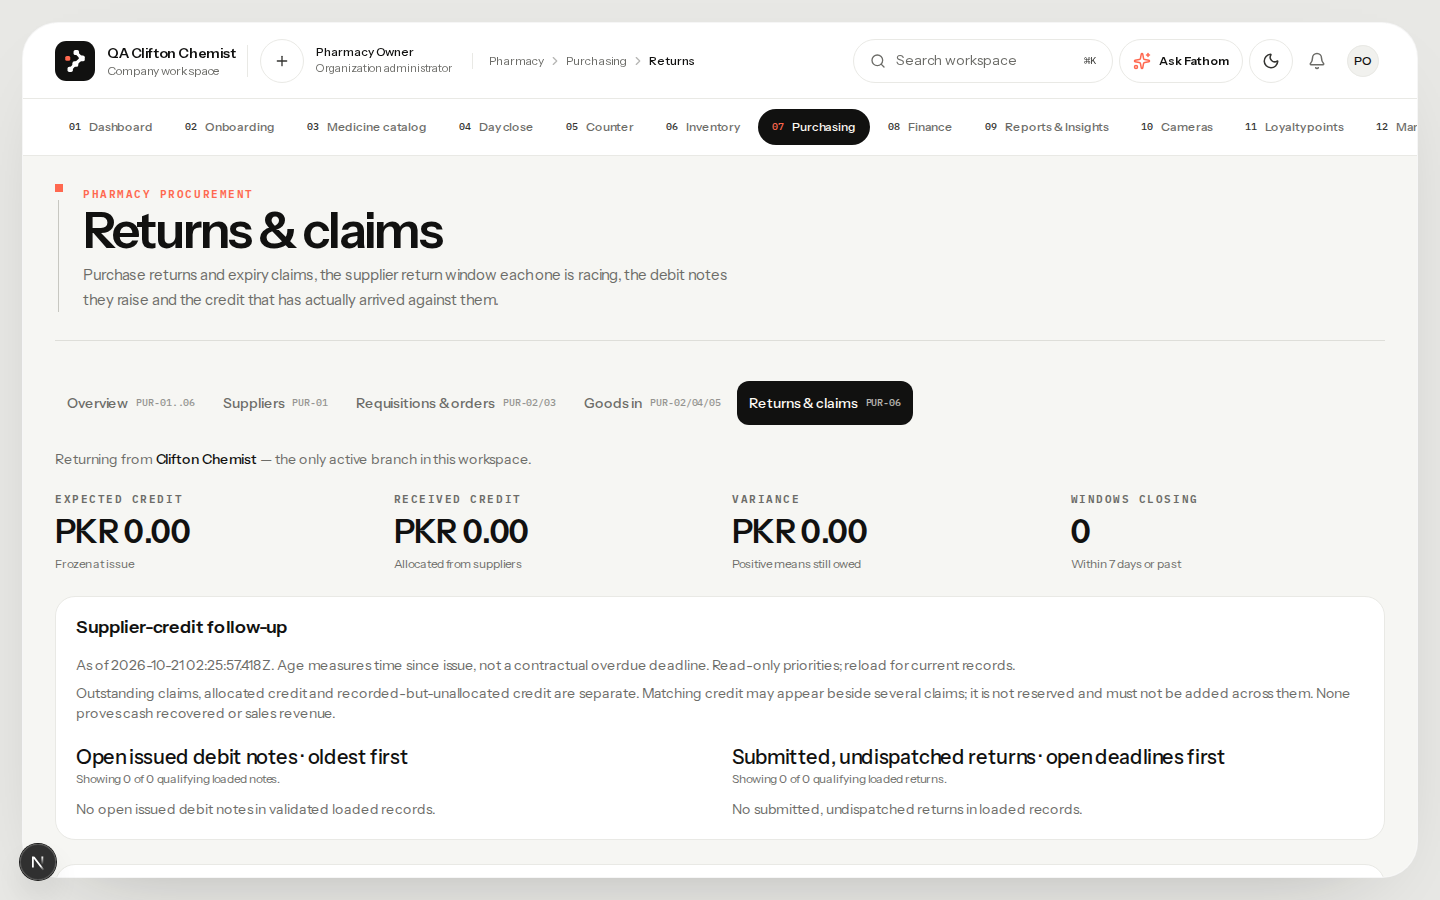 QA Clifton Chemist
Company workspace
Pharmacy Owner
Organization administrator
Pharmacy > Purchasing > Returns
Search workspace ⌘K
Ask Fathom
PO
01 Dashboard 02 Onboarding 03 Medicine catalog 04 Day close 05 Counter 06 Inventory 07 Purchasing 08 Finance 09 Reports & Insights 10 Cameras 11 Loyalty points 12 Mar
PHARMACY PROCUREMENT
Returns & claims
Purchase returns and expiry claims, the supplier return window each one is racing, the debit notes
they raise and the credit that has actually arrived against them.
Overview PUR-01..06 Suppliers PUR-01 Requisitions & orders PUR-02/03 Goods in PUR-02/04/05 Returns & claims PUR-06
Returning from Clifton Chemist — the only active branch in this workspace.
EXPECTED CREDIT
PKR 0.00
Frozen at issue
RECEIVED CREDIT
PKR 0.00
Allocated from suppliers
VARIANCE
PKR 0.00
Positive means still owed
WINDOWS CLOSING
0
Within 7 days or past
Supplier-credit follow-up
As of 2026-10-21 02:25:57.418Z. Age measures time since issue, not a contractual overdue deadline. Read-only priorities; reload for current records.
Outstanding claims, allocated credit and recorded-but-unallocated credit are separate. Matching credit may appear beside several claims; it is not reserved and must not be added across them. None
proves cash recovered or sales revenue.
Open issued debit notes · oldest first
Showing 0 of 0 qualifying loaded notes.
No open issued debit notes in validated loaded records.
Submitted, undispatched returns · open deadlines first
Showing 0 of 0 qualifying loaded returns.
No submitted, undispatched returns in loaded records.
N